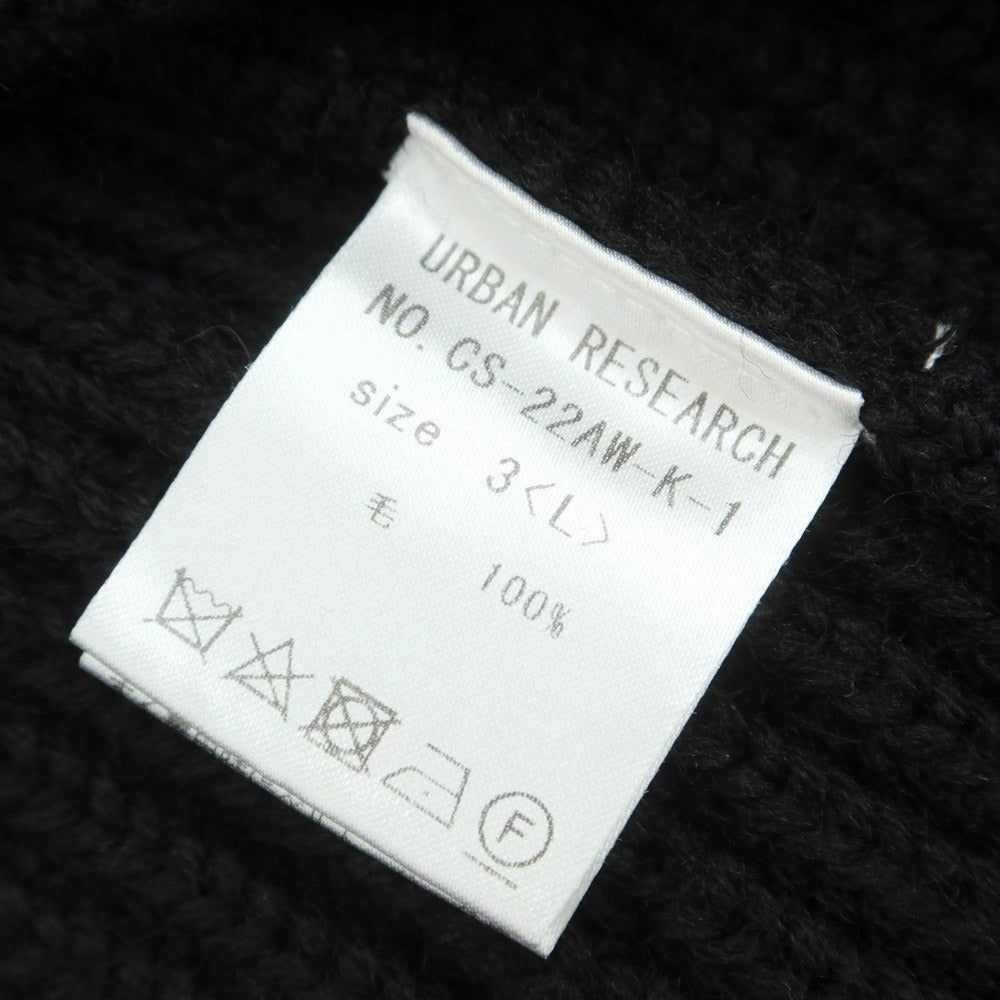 URBAN RESEARCH
NO. CS-22AW-K-1
size 3<L>
毛 100%
F